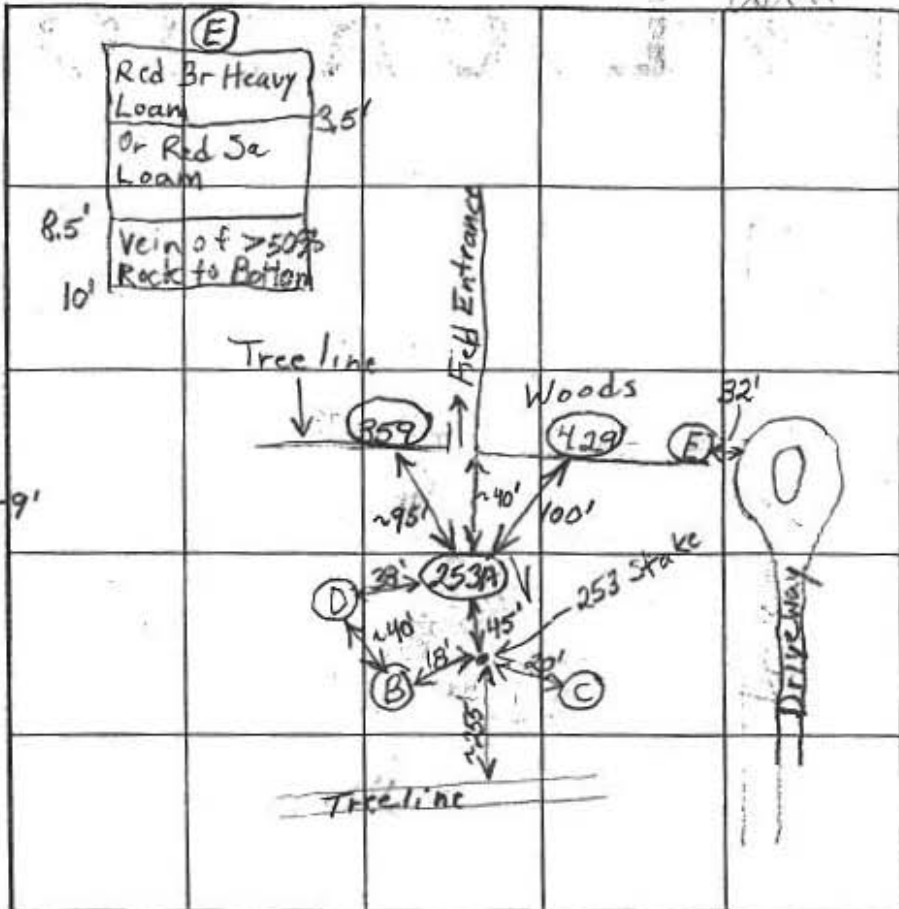 E
Red Br Heavy
Loam
3.5'
Or Red Sa
Loam
8.5'
Vein of >50%
Rock to Bottom
10'
Field Entrance
Tree line
Woods
32'
359
429
E
9'
~95'
~40'
100'
253 Stake
38'
253A
D
~40'
45'
18'
20'
B
C
~255'
Driveway
Treeline